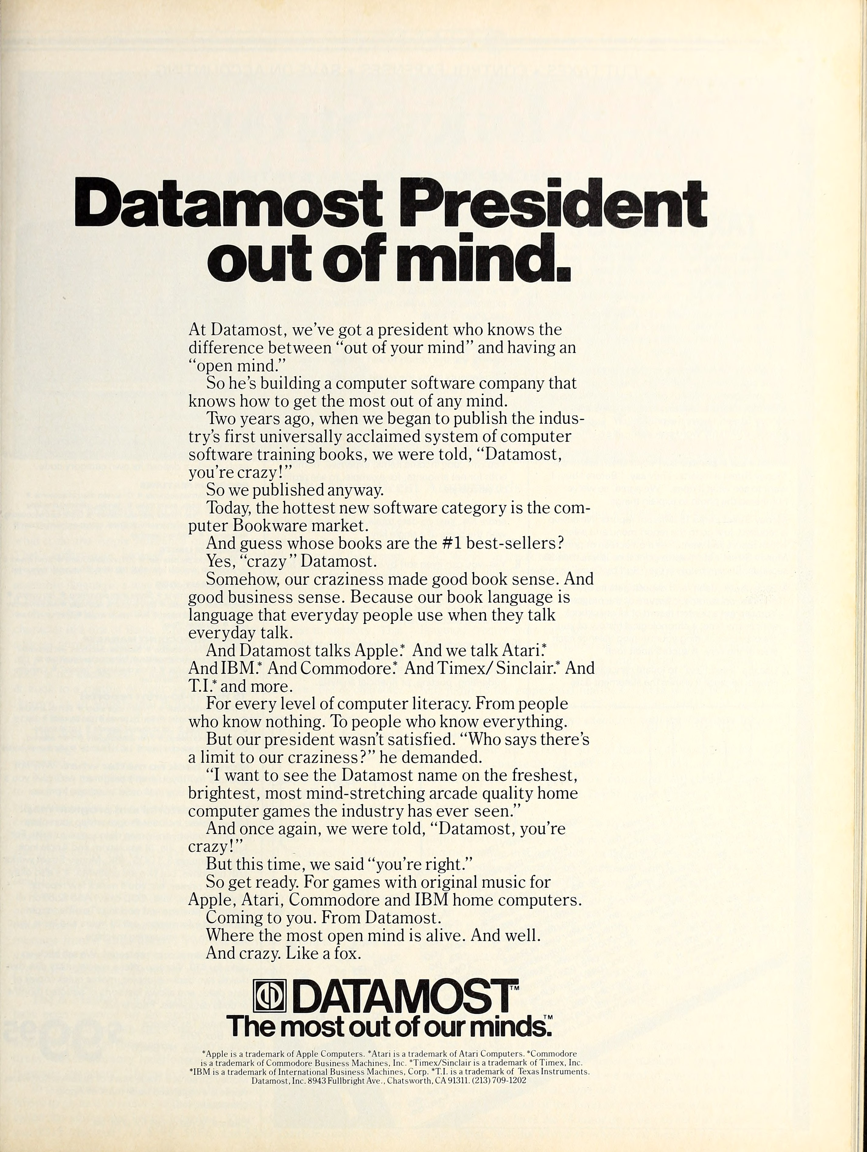 Datamost President
out of mind.
At Datamost, we've got a president who knows the
difference between “out of your mind” and having an
“open mind.”
So he's building a computer software company that
knows how to get the most out of any mind.
Two years ago, when we began to publish the indus-
try's first universally acclaimed system of computer
software training books, we were told, “Datamost,
you're crazy!”
So we published anyway.
Today, the hottest new software category is the com-
puter Bookware market.
And guess whose books are the #1 best-sellers?
Yes, “crazy” Datamost.
Somehow, our craziness made good book sense. And
good business sense. Because our book language is
language that everyday people use when they talk
everyday talk.
And Datamost talks Apple.* And we talk Atari.*
And IBM.* And Commodore.* And Timex/Sinclair.* And
T.I.* and more.
For every level of computer literacy. From people
who know nothing. To people who know everything.
But our president wasn't satisfied. “Who says there's
a limit to our craziness?” he demanded.
“I want to see the Datamost name on the freshest,
brightest, most mind-stretching arcade quality home
computer games the industry has ever seen.”
And once again, we were told, “Datamost, you're
crazy!”
But this time, we said “you're right.”
So get ready. For games with original music for
Apple, Atari, Commodore and IBM home computers.
Coming to you. From Datamost.
Where the most open mind is alive. And well.
And crazy. Like a fox.
DATAMOST™
The most out of our minds.™
*Apple is a trademark of Apple Computers. *Atari is a trademark of Atari Computers. *Commodore
is a trademark of Commodore Business Machines, Inc. *Timex/Sinclair is a trademark of Timex, Inc.
*IBM is a trademark of International Business Machines, Corp. *T.I. is a trademark of Texas Instruments.
Datamost, Inc. 8943 Fullbright Ave., Chatsworth, CA 91311. (213) 709-1202